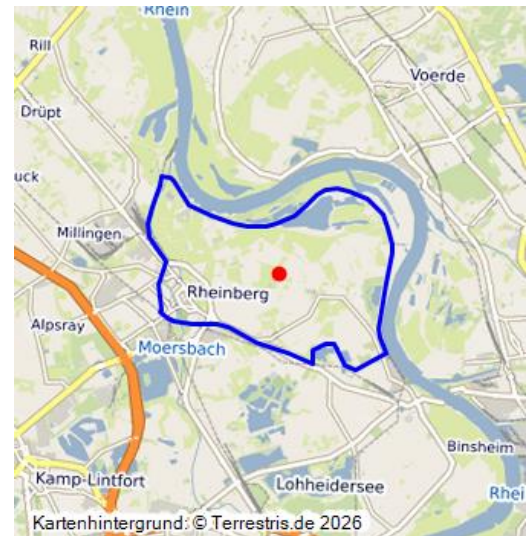 Rhein
Rill
Voerde
Drüpt
uck
Millingen
Rheinberg
Alpsray
Moersbach
Binsheim
Kamp-Lintfort
Lohheidersee
Rhei
Kartenhintergrund: © Terrestris.de 2026